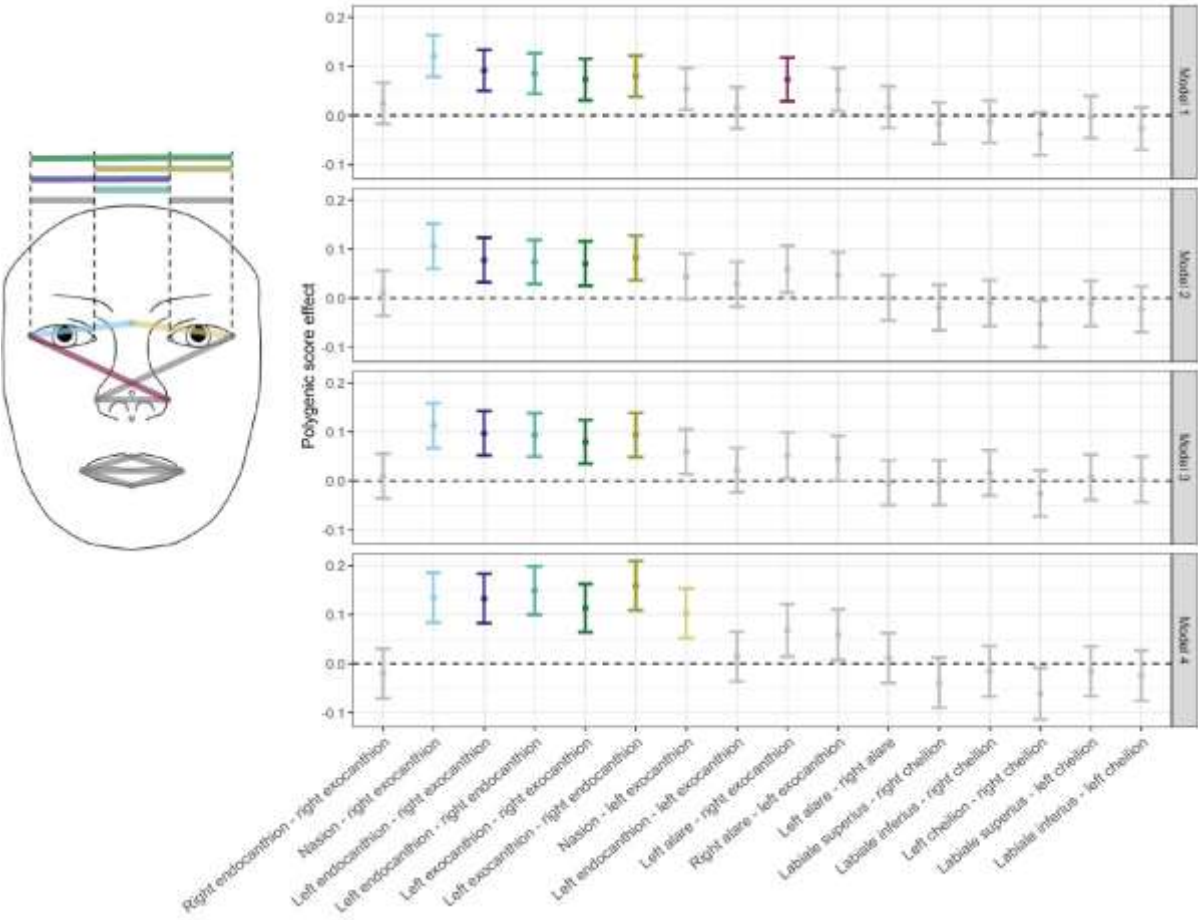 Polygenic score effect
0.2
0.1
0.0
-0.1
Model 1
0.2
0.1
0.0
-0.1
Model 2
0.2
0.1
0.0
-0.1
Model 3
0.2
0.1
0.0
-0.1
Model 4
Right endocanthion - right exocanthion
Nasion - right exocanthion
Left endocanthion - right exocanthion
Left endocanthion - right endocanthion
Left exocanthion - right exocanthion
Left exocanthion - right endocanthion
Nasion - left exocanthion
Left endocanthion - left exocanthion
Left alare - right exocanthion
Right alare - left exocanthion
Left alare - right alare
Labiale superius - right cheilion
Labiale inferius - right cheilion
Left cheilion - right cheilion
Labiale superius - left cheilion
Labiale inferius - left cheilion